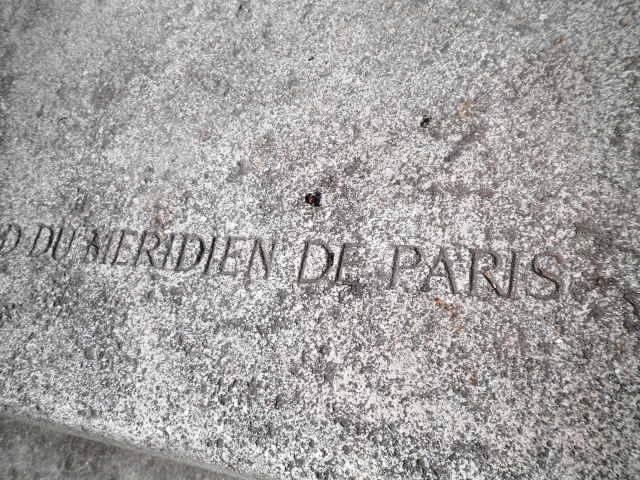 D DU MERIDIEN DE PARIS